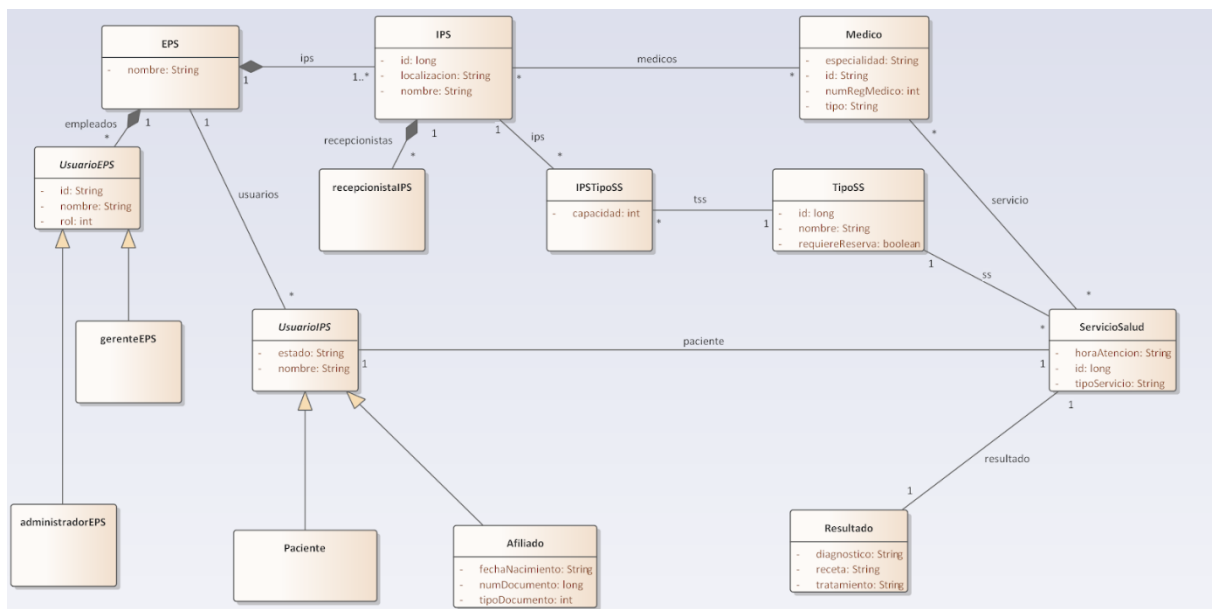 EPS
- nombre: String
ips
1
1..*
IPS
- id: long
- localizacion: String
- nombre: String
medicos
*
*
Medico
- especialidad: String
- id: String
- numRegMedico: int
- tipo: String
empleados
1
*
1
recepcionistas
1
*
1
ips
*
*
UsuarioEPS
- id: String
- nombre: String
- rol: int
usuarios
*
recepcionistaIPS
IPSTipoSS
- capacidad: int
tss
*
1
TipoSS
- id: long
- nombre: String
- requiereReserva: boolean
servicio
*
1
ss
*
gerenteEPS
UsuarioIPS
- estado: String
- nombre: String
paciente
1
1
ServicioSalud
- horaAtencion: String
- id: long
- tipoServicio: String
1
resultado
1
administradorEPS
Paciente
Afiliado
- fechaNacimiento: String
- numDocumento: long
- tipoDocumento: int
Resultado
- diagnostico: String
- receta: String
- tratamiento: String